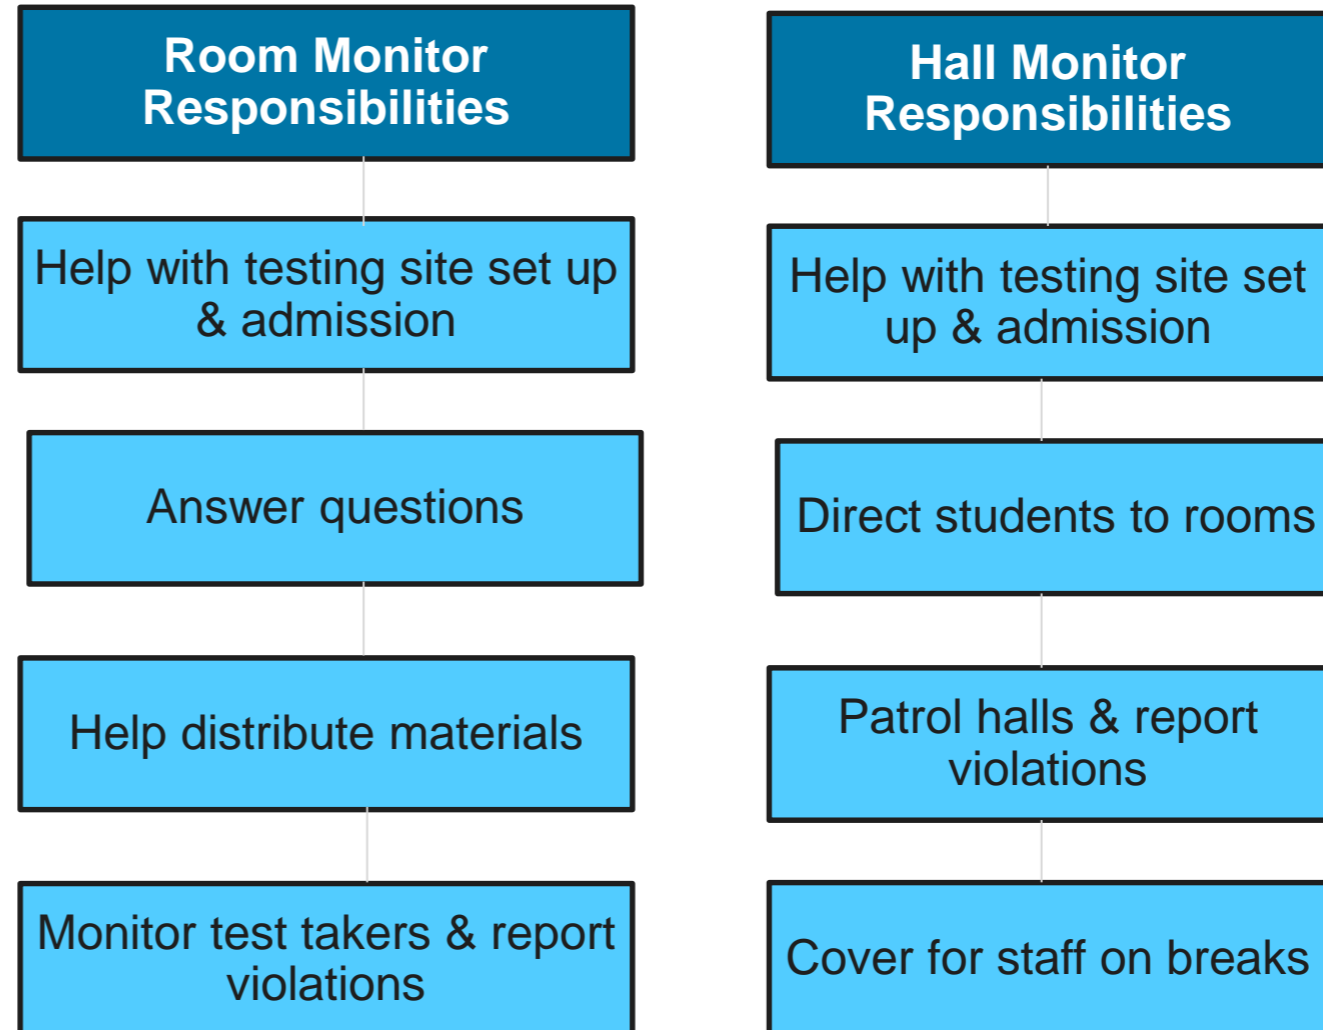 Room Monitor
Responsibilities
Help with testing site set up
& admission
Answer questions
Help distribute materials
Monitor test takers & report
violations
Hall Monitor
Responsibilities
Help with testing site set
up & admission
Direct students to rooms
Patrol halls & report
violations
Cover for staff on breaks